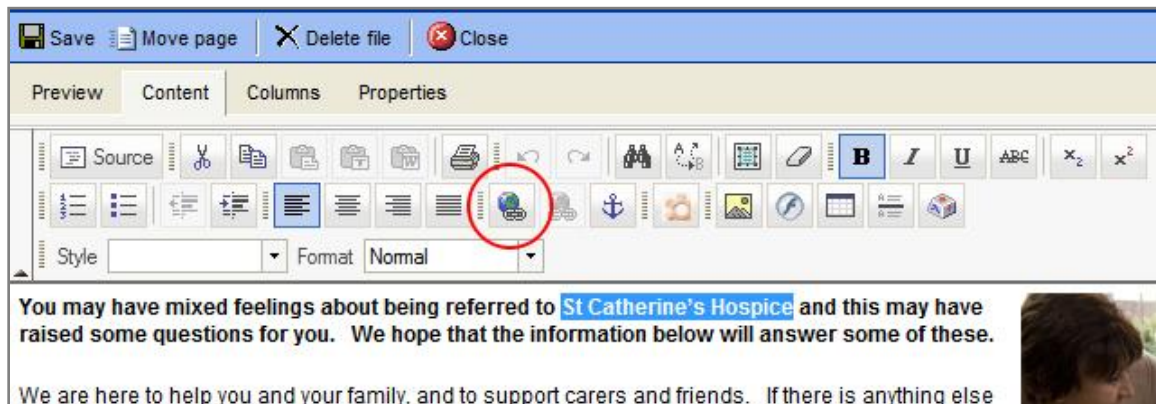 Save Move page Delete file Close
Preview Content Columns Properties
Source B I U ABC x₂ x²
Style Format Normal
You may have mixed feelings about being referred to St Catherine's Hospice and this may have
raised some questions for you. We hope that the information below will answer some of these.
We are here to help you and your family, and to support carers and friends. If there is anything else